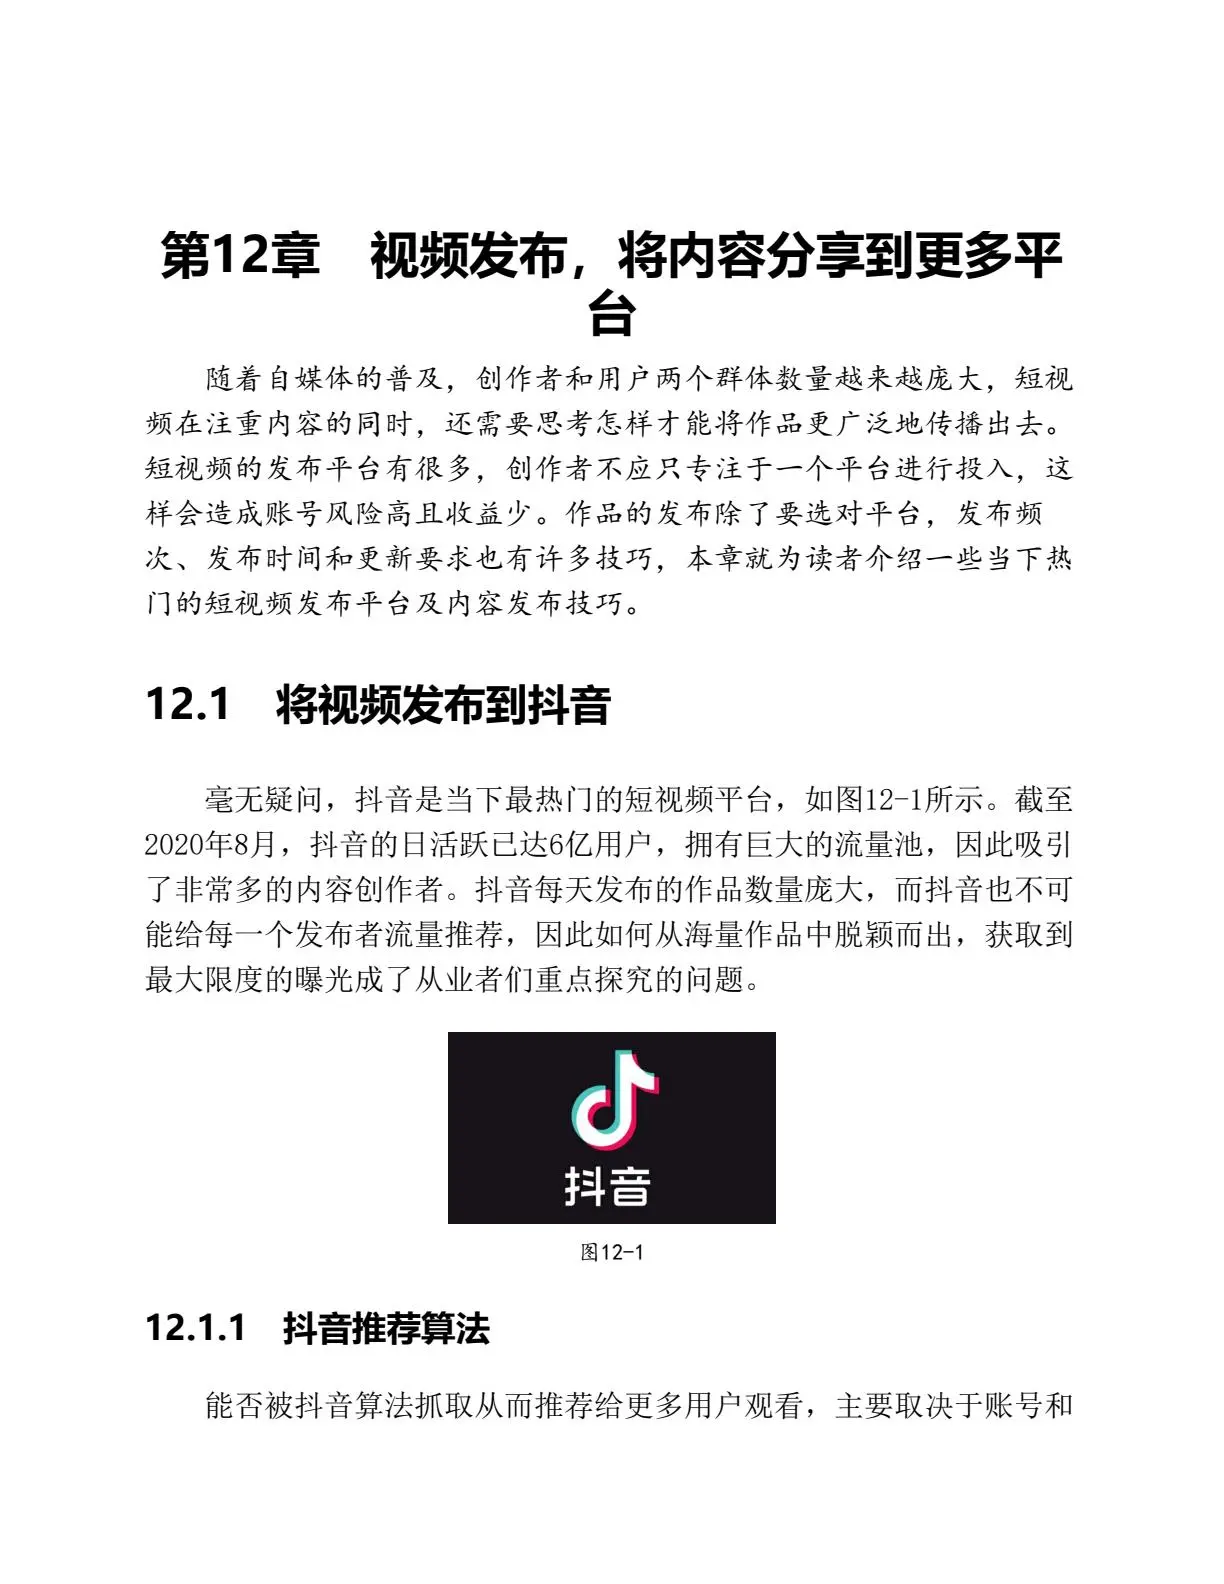 第12章　视频发布，将内容分享到更多平
台
随着自媒体的普及，创作者和用户两个群体数量越来越庞大，短视
频在注重内容的同时，还需要思考怎样才能将作品更广泛地传播出去。
短视频的发布平台有很多，创作者不应只专注于一个平台进行投入，这
样会造成账号风险高且收益少。作品的发布除了要选对平台，发布频
次、发布时间和更新要求也有许多技巧，本章就为读者介绍一些当下热
门的短视频发布平台及内容发布技巧。
12.1　将视频发布到抖音
毫无疑问，抖音是当下最热门的短视频平台，如图12-1所示。截至
2020年8月，抖音的日活跃已达6亿用户，拥有巨大的流量池，因此吸引
了非常多的内容创作者。抖音每天发布的作品数量庞大，而抖音也不可
能给每一个发布者流量推荐，因此如何从海量作品中脱颖而出，获取到
最大限度的曝光成了从业者们重点探究的问题。
抖音
图12-1
12.1.1　抖音推荐算法
能否被抖音算法抓取从而推荐给更多用户观看，主要取决于账号和